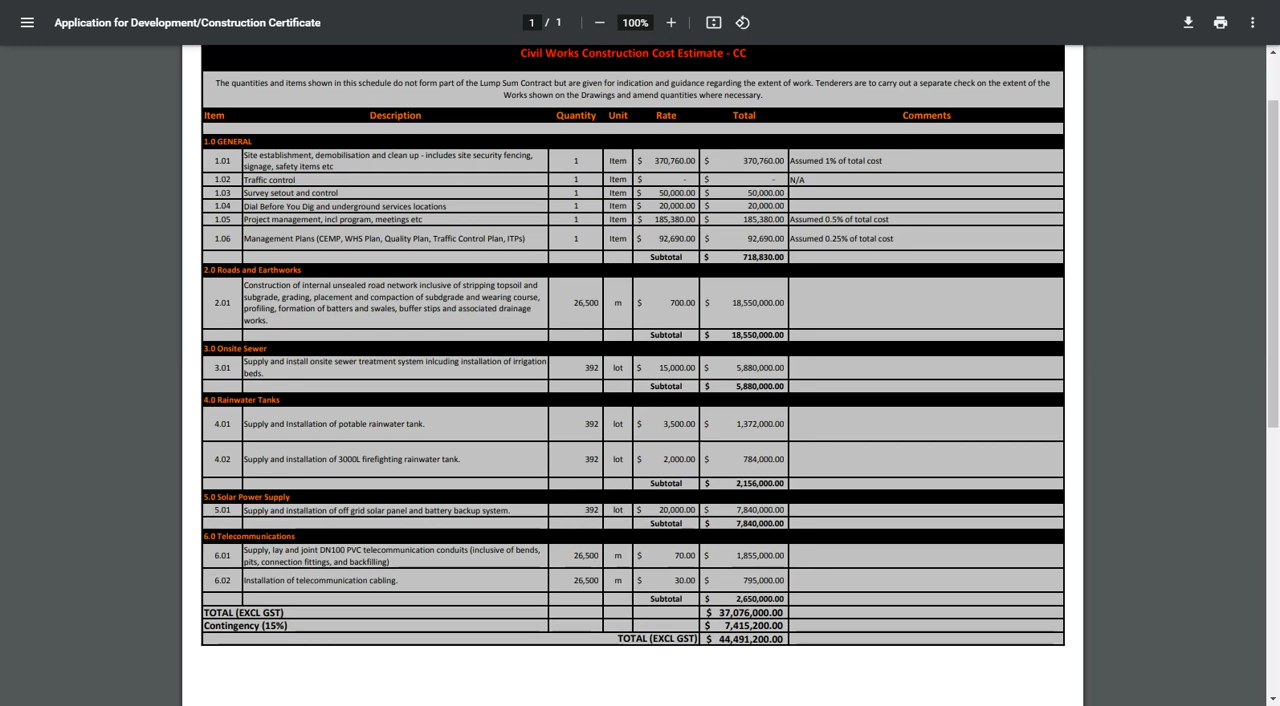 Application for Development/Construction Certificate
1 / 1
100%
Civil Works Construction Cost Estimate - CC
The quantities and items shown in this schedule do not form part of the Lump Sum Contract but are given for indication and guidance regarding the extent of work. Tenderers are to carry out a separate check on the extent of the
Works shown on the Drawings and amend quantities where necessary.
Item Description Quantity Unit Rate Total Comments
1.0 GENERAL
1.01 Site establishment, demobilisation and clean up - includes site security fencing, signage, safety items etc 1 Item $ 370,760.00 $ 370,760.00 Assumed 1% of total cost
1.02 Traffic control 1 Item $ - $ - N/A
1.03 Survey setout and control 1 Item $ 50,000.00 $ 50,000.00
1.04 Dial Before You Dig and underground services locations 1 Item $ 20,000.00 $ 20,000.00
1.05 Project management, incl program, meetings etc 1 Item $ 185,380.00 $ 185,380.00 Assumed 0.5% of total cost
1.06 Management Plans (CEMP, WHS Plan, Quality Plan, Traffic Control Plan, ITPs) 1 Item $ 92,690.00 $ 92,690.00 Assumed 0.25% of total cost
Subtotal $ 718,830.00
2.0 Roads and Earthworks
Construction of internal unsealed road network inclusive of stripping topsoil and
subgrade, grading, placement and compaction of subdgrade and wearing course,
2.01 profiling, formation of batters and swales, buffer stips and associated drainage works. 26,500 m $ 700.00 $ 18,550,000.00
Subtotal $ 18,550,000.00
3.0 Onsite Sewer
3.01 Supply and install onsite sewer treatment system inlcuding installation of irrigation beds. 392 lot $ 15,000.00 $ 5,880,000.00
Subtotal $ 5,880,000.00
4.0 Rainwater Tanks
4.01 Supply and Installation of potable rainwater tank. 392 lot $ 3,500.00 $ 1,372,000.00
4.02 Supply and installation of 3000L firefighting rainwater tank. 392 lot $ 2,000.00 $ 784,000.00
Subtotal $ 2,156,000.00
5.0 Solar Power Supply
5.01 Supply and installation of off grid solar panel and battery backup system. 392 lot $ 20,000.00 $ 7,840,000.00
Subtotal $ 7,840,000.00
6.0 Telecommunications
6.01 Supply, lay and joint DN100 PVC telecommunication conduits (inclusive of bends, pits, connection fittings, and backfilling) 26,500 m $ 70.00 $ 1,855,000.00
6.02 Installation of telecommunication cabling. 26,500 m $ 30.00 $ 795,000.00
Subtotal $ 2,650,000.00
TOTAL (EXCL GST) $ 37,076,000.00
Contingency (15%) $ 7,415,200.00
TOTAL (EXCL GST) $ 44,491,200.00